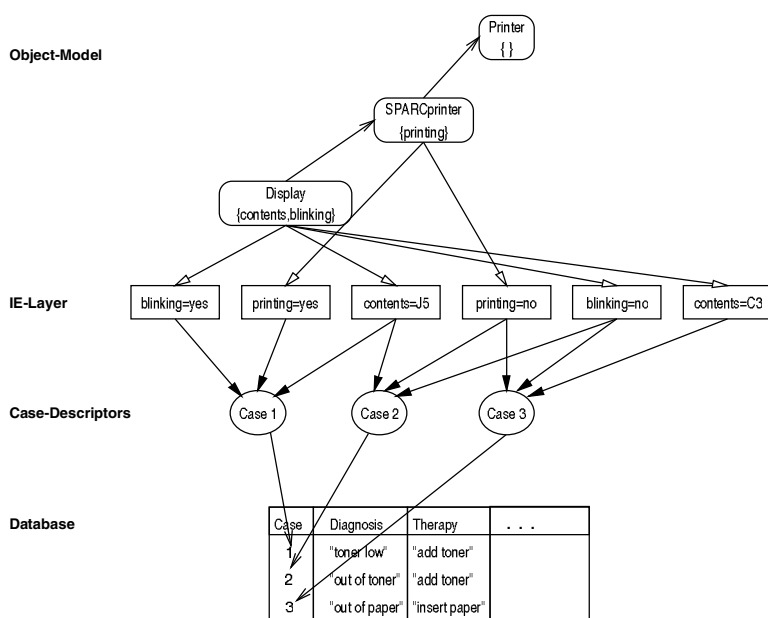 Printer
{ }
Object-Model
SPARCprinter
{printing}
Display
{contents,blinking}
IE-Layer
blinking=yes
printing=yes
contents=J5
printing=no
blinking=no
contents=C3
Case-Descriptors
Case 1
Case 2
Case 3
Database
Case Diagnosis Therapy . . .
1 "toner low" "add toner"
2 "out of toner" "add toner"
3 "out of paper" "insert paper"